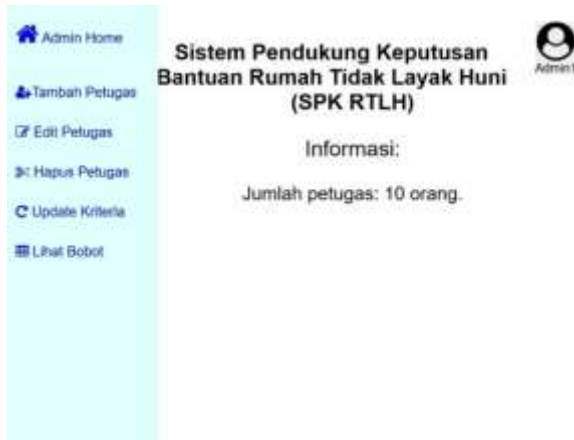 Admin Home
Tambah Petugas
Edit Petugas
Hapus Petugas
Update Kriteria
Lihat Bobot
Sistem Pendukung Keputusan
Bantuan Rumah Tidak Layak Huni
(SPK RTLH)
Informasi:
Jumlah petugas: 10 orang.
Admin